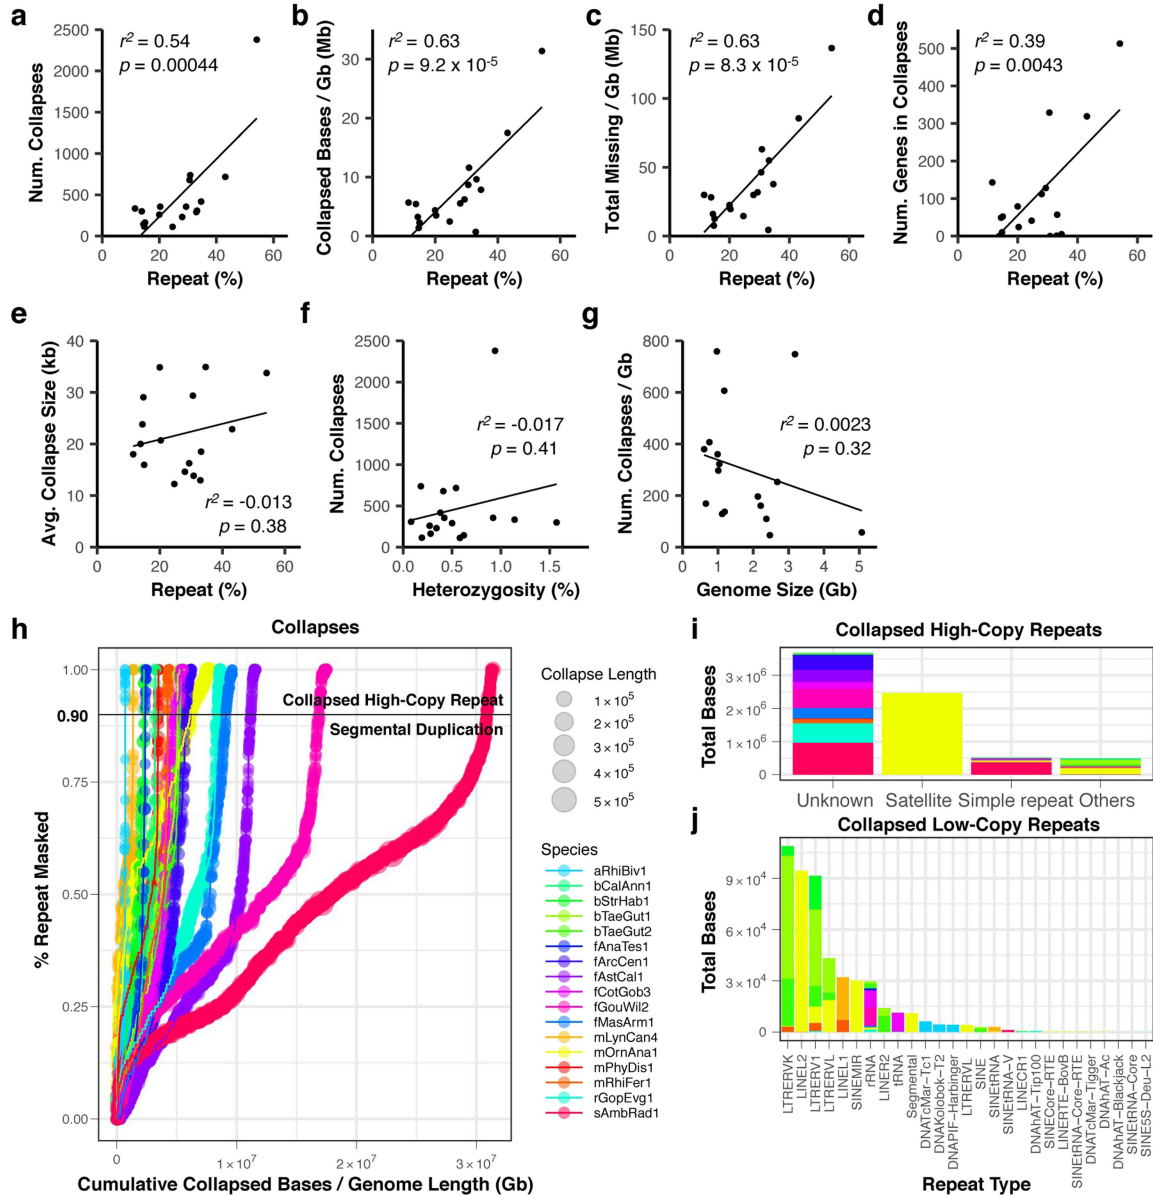 a
b
c
d
r² = 0.54
p = 0.00044
Num. Collapses
2500
2000
1500
1000
500
0
0 20 40 60
Repeat (%)
r² = 0.63
p = 9.2 x 10⁻⁵
Collapsed Bases / Gb (Mb)
30
20
10
0
0 20 40 60
Repeat (%)
r² = 0.63
p = 8.3 x 10⁻⁵
Total Missing / Gb (Mb)
150
100
50
0
0 20 40 60
Repeat (%)
r² = 0.39
p = 0.0043
Num. Genes in Collapses
500
400
300
200
100
0
0 20 40 60
Repeat (%)
e
Avg. Collapse Size (kb)
40
30
20
10
0
r² = -0.013
p = 0.38
0 20 40 60
Repeat (%)
f
Num. Collapses
2500
2000
1500
1000
500
0
r² = -0.017
p = 0.41
0.0 0.5 1.0 1.5
Heterozygosity (%)
g
Num. Collapses / Gb
800
600
400
200
0
r² = 0.0023
p = 0.32
0 1 2 3 4 5
Genome Size (Gb)
h
Collapses
% Repeat Masked
1.00
0.90
0.75
0.50
0.25
0.00
Collapsed High-Copy Repeat
Segmental Duplication
0 1×10⁷ 2×10⁷ 3×10⁷
Cumulative Collapsed Bases / Genome Length (Gb)
Collapse Length
1×10⁵
2×10⁵
3×10⁵
4×10⁵
5×10⁵
Species
aRhiBiv1
bCalAnn1
bStrHab1
bTaeGut1
bTaeGut2
fAnaTes1
fArcCen1
fAstCal1
fCotGob3
fGouWil2
fMasArm1
mLynCan4
mOrnAna1
mPhyDis1
mRhiFer1
rGopEvg1
sAmbRad1
i
Collapsed High-Copy Repeats
Total Bases
3×10⁶
2×10⁶
1×10⁶
0
Unknown Satellite Simple repeat Others
j
Collapsed Low-Copy Repeats
Total Bases
9×10⁴
6×10⁴
3×10⁴
0
LTRERVK
LINEL2
LTRERV1
LTRERVL
LINEL1
SINEMIR
rRNA
LINER2
tRNA
Segmental
DNATcMar-Tc1
DNAKolobok-T2
DNAPIF-Harbinger
LTRERVL
SINE
SINEtRNA
SINEtRNA-V
LINECR1
DNAhAT-Tip100
SINECore-RTE
LINERTE-BovB
SINEtRNA-Core-RTE
DNATcMar-Tigger
DNAhAT-Ac
DNAhAT-Blackjack
SINEtRNA-Core
SINE5S-Deu-L2
Repeat Type